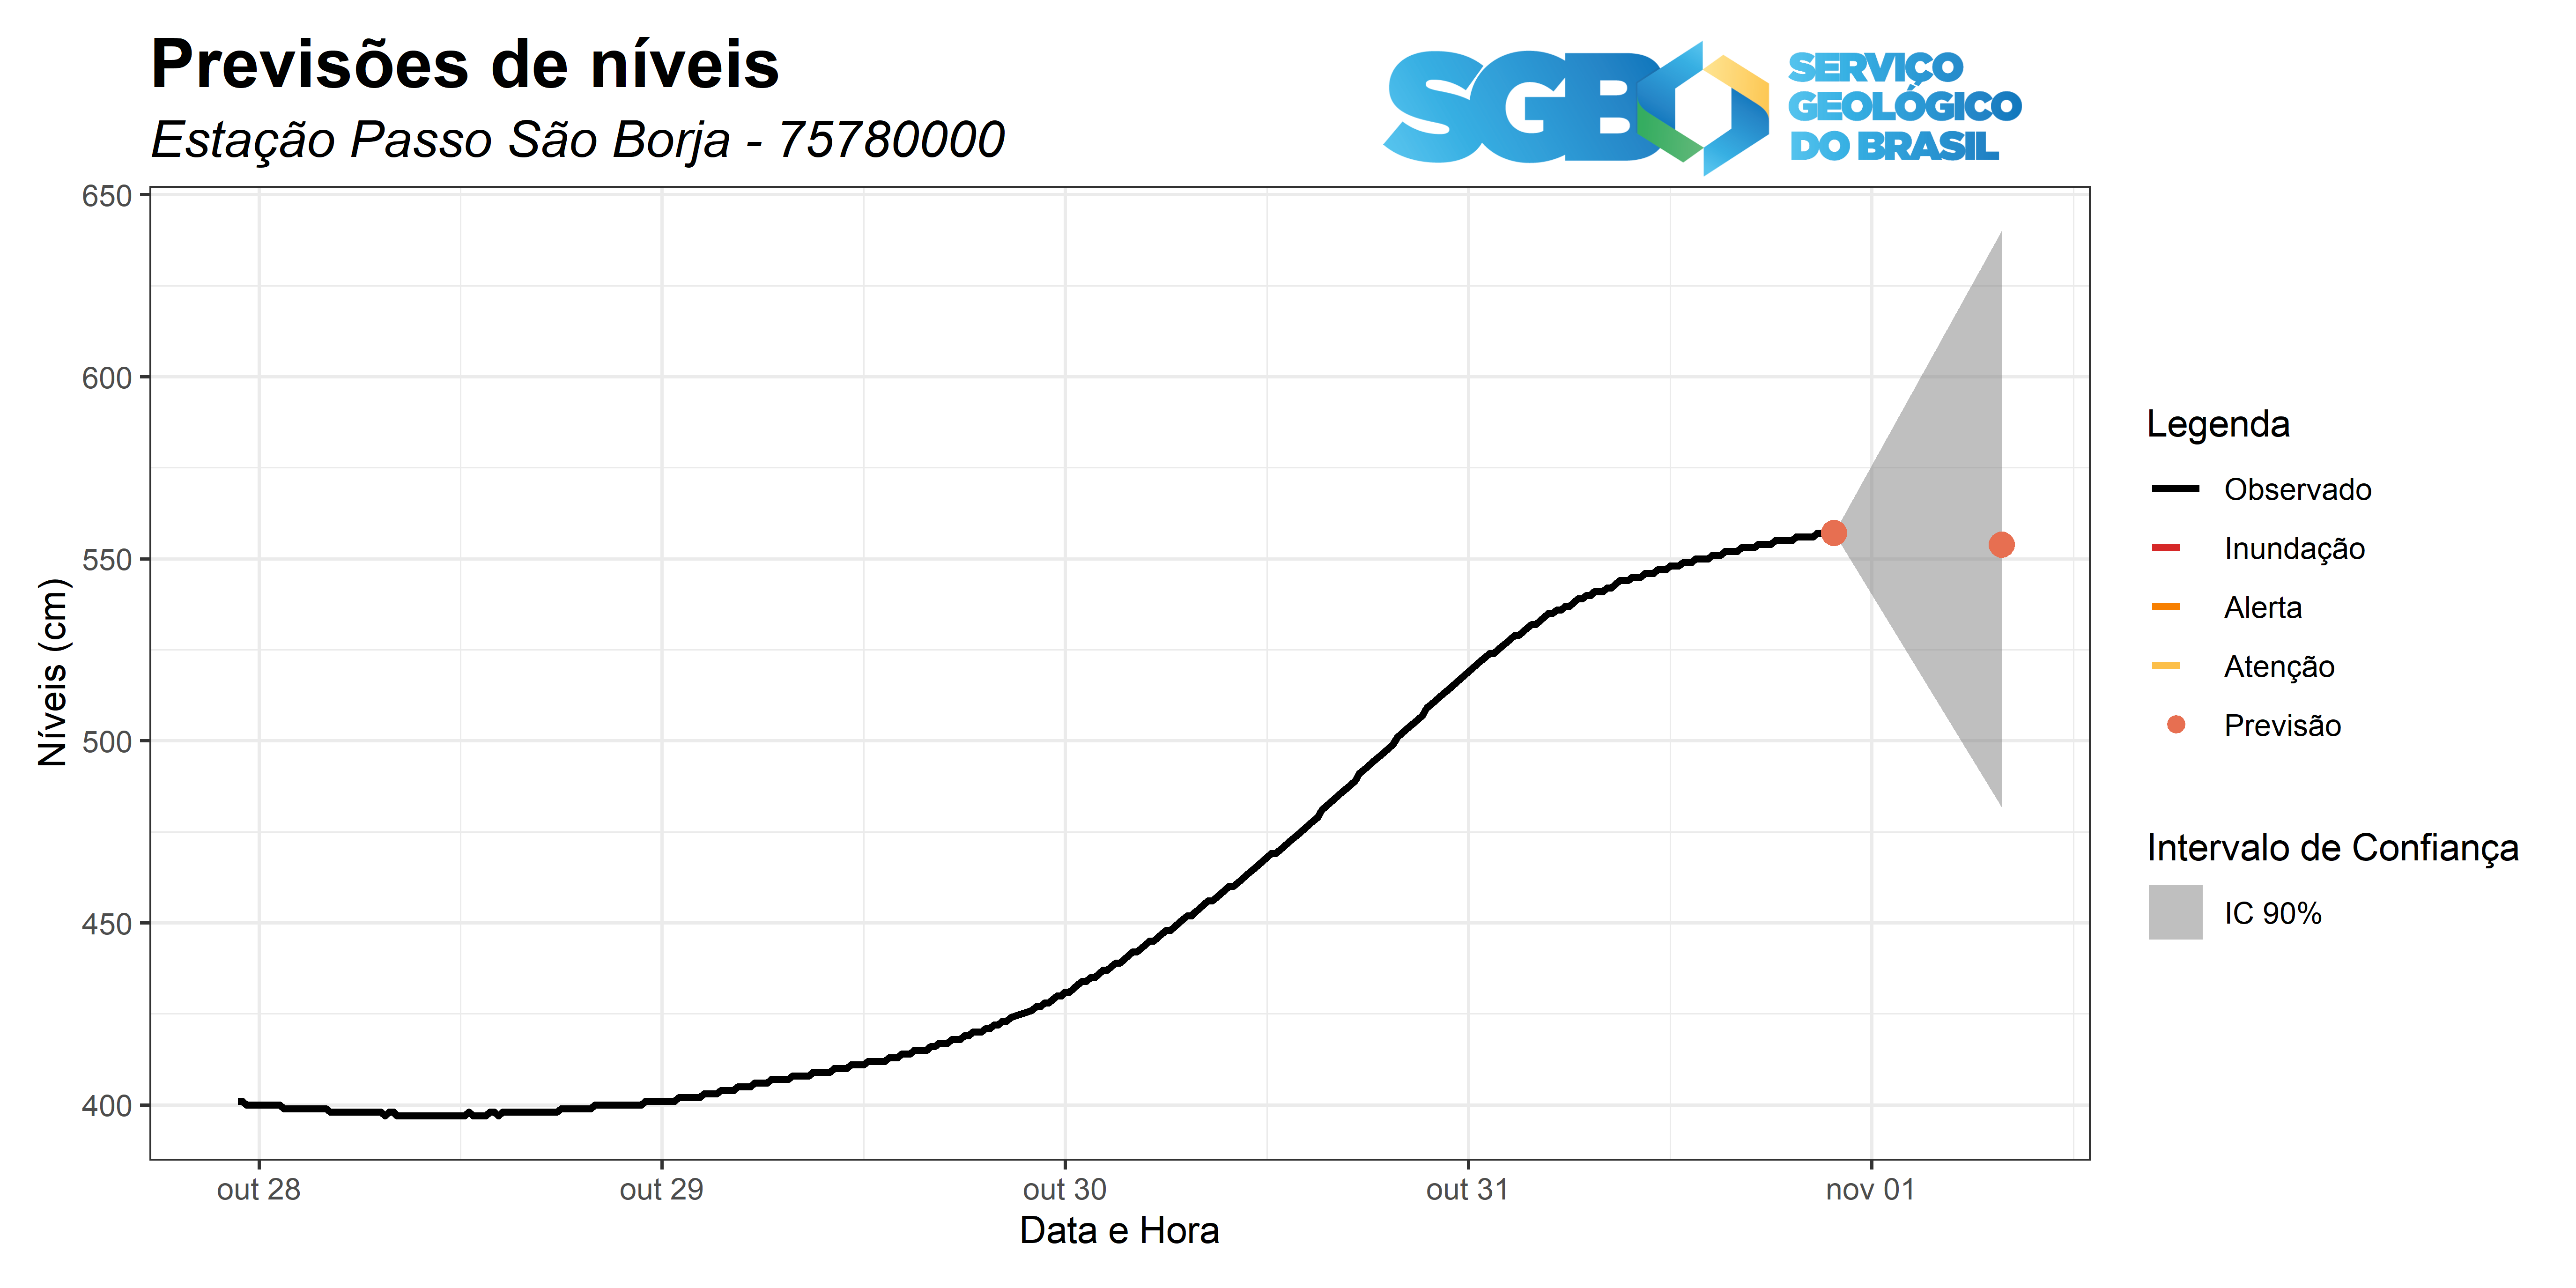 Previsões de níveis
Estação Passo São Borja - 75780000
SGB
SERVIÇO
GEOLÓGICO
DO BRASIL
650
600
550
500
450
400
Níveis (cm)
out 28
out 29
out 30
out 31
nov 01
Data e Hora
Legenda
Observado
Inundação
Alerta
Atenção
Previsão
Intervalo de Confiança
IC 90%